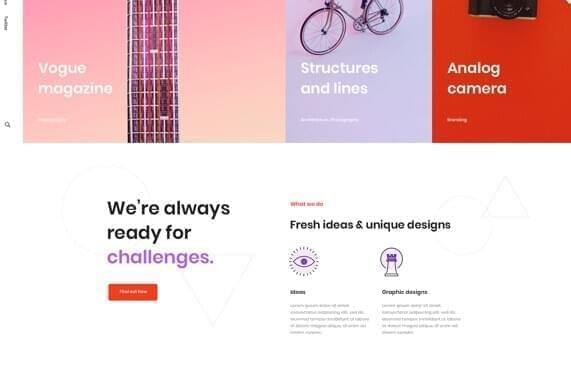 Twitter
Vogue
magazine
Photography
Structures
and lines
Architecture, Photography
Analog
camera
Branding
We're always
ready for
challenges.
Find out how
What we do
Fresh ideas & unique designs
Ideas
Lorem ipsum dolor sit amet,
consectetur adipiscing elit, sed do
eiusmod tempor incididunt ut labore
et dolore magna aliqua, ut enim ad
minim veniam.
Graphic designs
Lorem ipsum dolor sit amet,
consectetur adipiscing elit, sed do
eiusmod tempor incididunt ut labore
et dolore magna aliqua, ut enim ad
minim veniam.